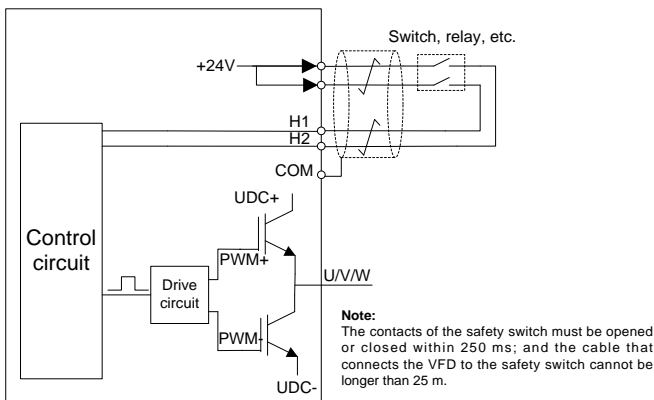 Switch, relay, etc.
+24V
H1
H2
COM
UDC+
Control
circuit
PWM+
Drive
circuit
U/V/W
PWM-
UDC-
Note:
The contacts of the safety switch must be opened
or closed within 250 ms; and the cable that
connects the VFD to the safety switch cannot be
longer than 25 m.